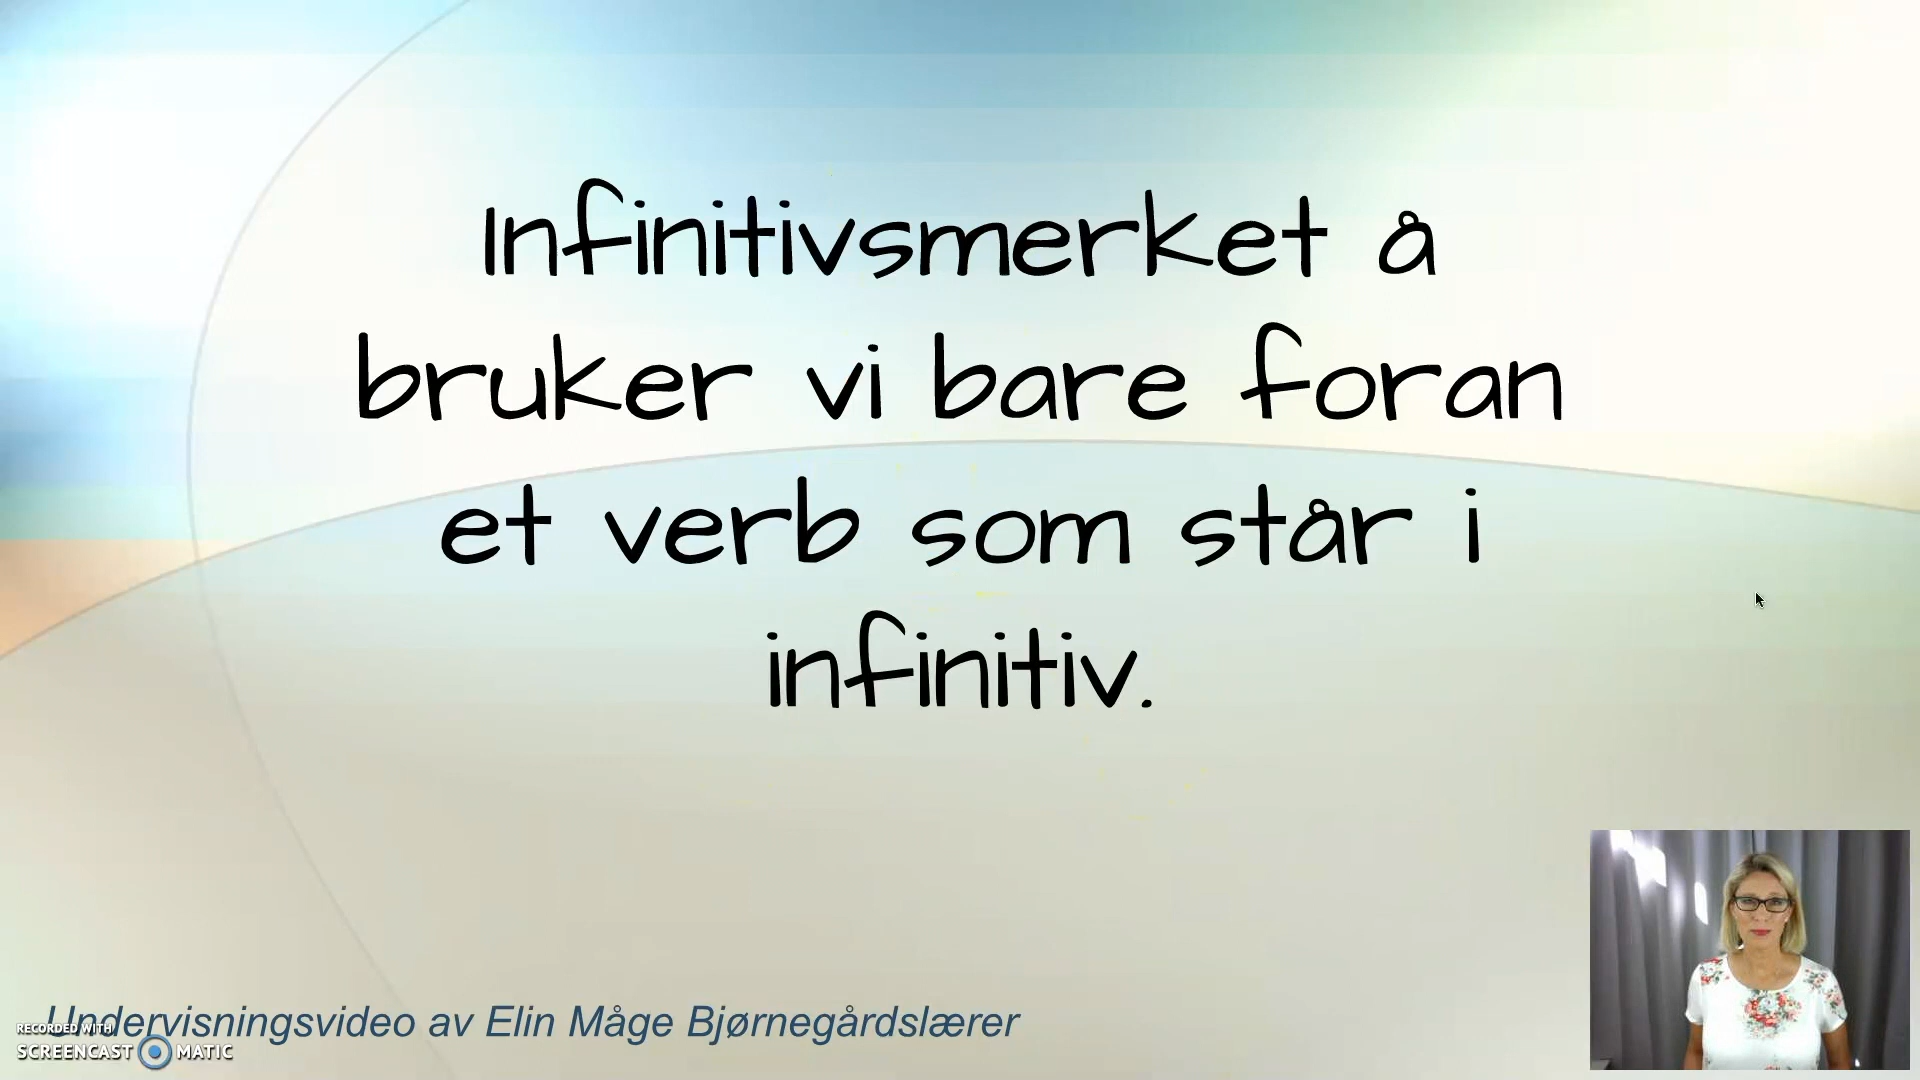 Infinitivsmerket å
bruker vi bare foran
et verb som står i
infinitiv.
Undervisningsvideo av Elin Måge Bjørnegårdslærer
RECORDED WITH
SCREENCAST MATIC